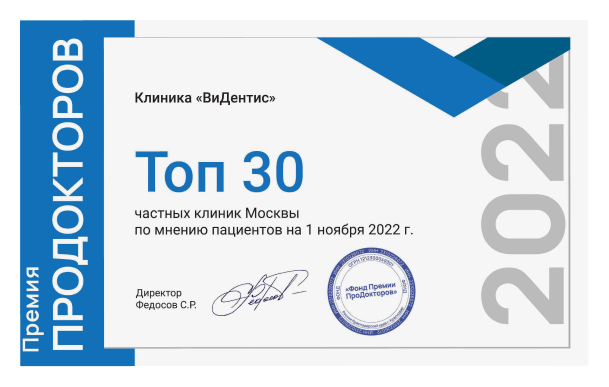 Премия
ПРОДОКТОРОВ
Клиника «ВиДентис»
Топ 30
частных клиник Москвы
по мнению пациентов на 1 ноября 2022 г.
Директор
Федосов С.Р.
«Фонд Премии
ПроДокторов»
2022